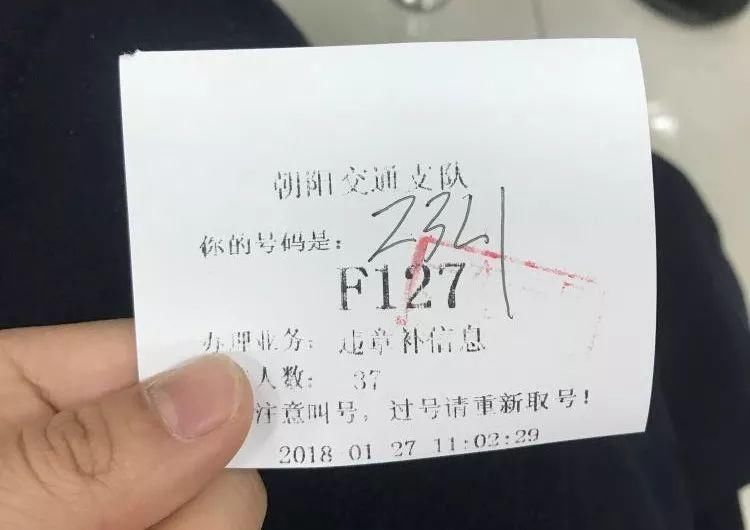 朝阳交通支队
你的号码是:
F127
办理业务: 违章补信息
人数: 37
注意叫号, 过号请重新取号!
2018 01 27 11:02:29